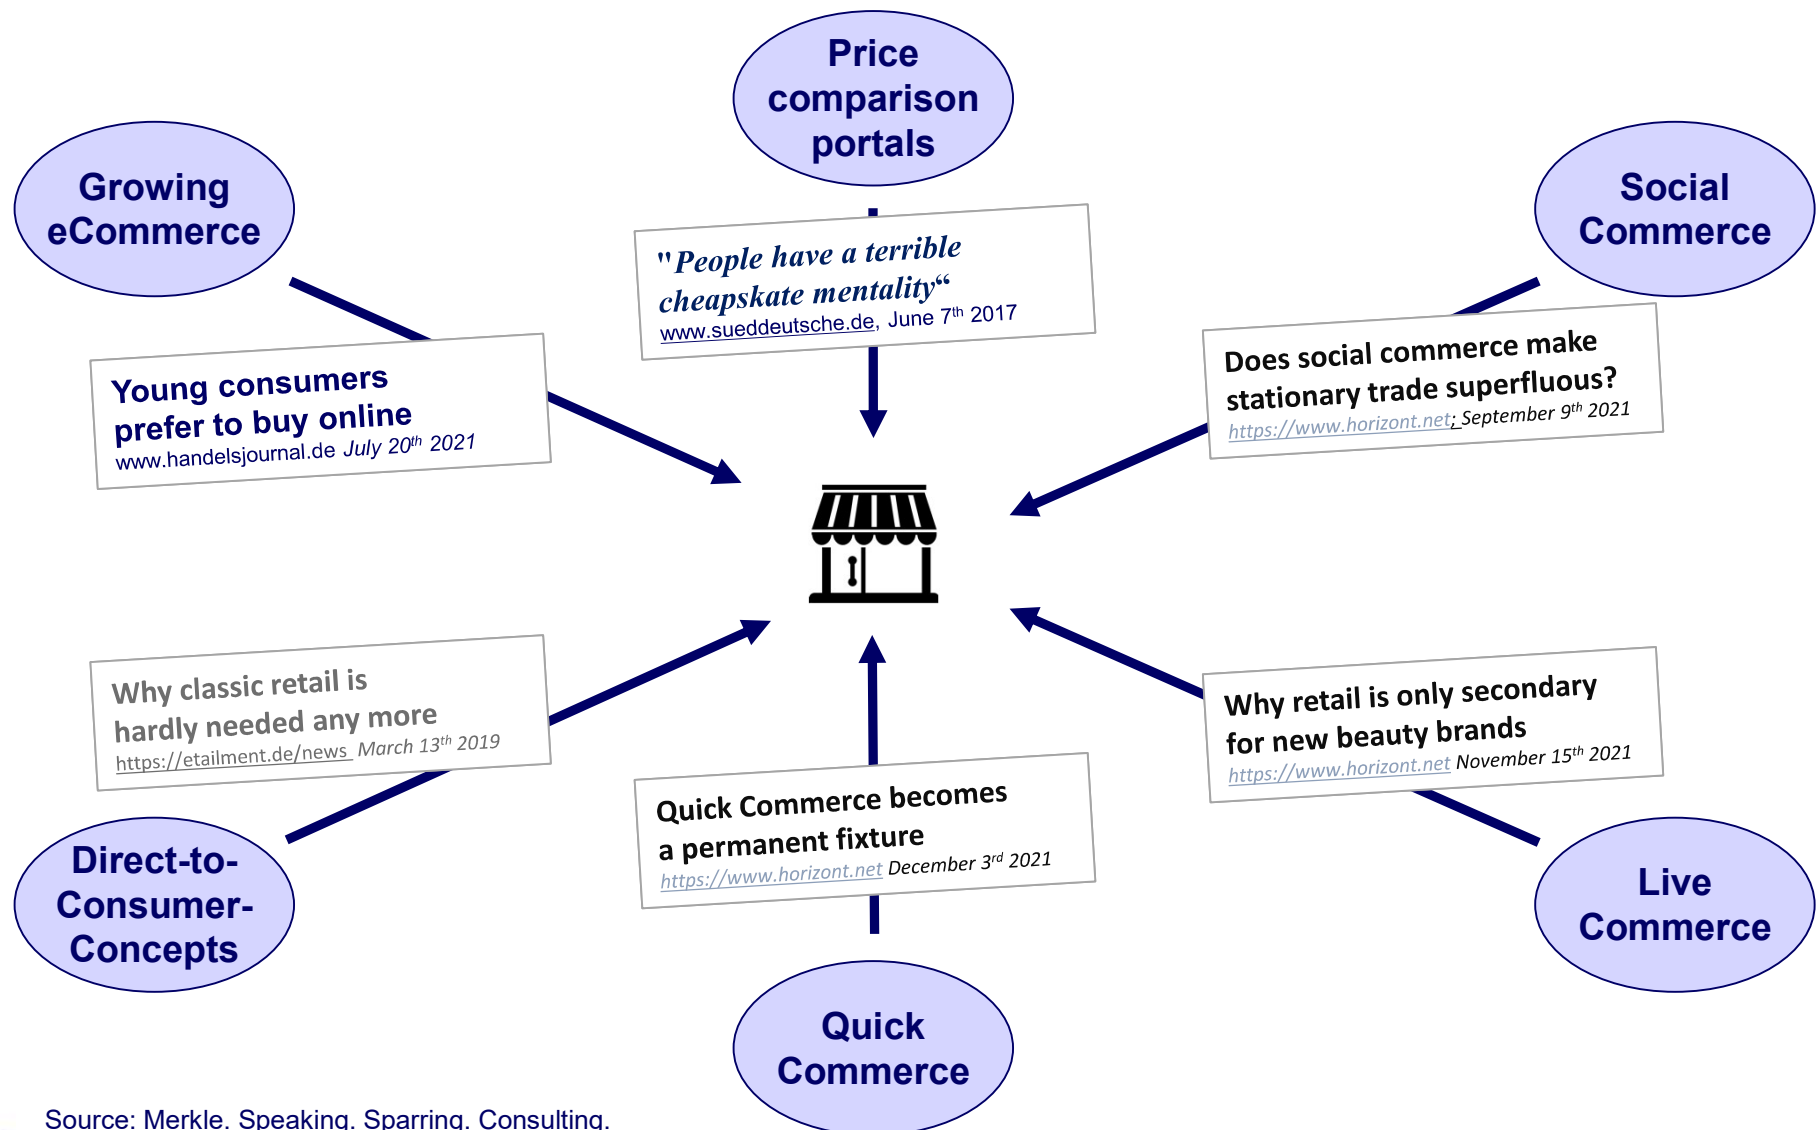 Price
comparison
portals
Growing
eCommerce
Social
Commerce
"People have a terrible
cheapskate mentality“
www.sueddeutsche.de, June 7th 2017
Young consumers
prefer to buy online
www.handelsjournal.de July 20th 2021
Does social commerce make
stationary trade superfluous?
https://www.horizont.net; September 9th 2021
Why classic retail is
hardly needed any more
https://etailment.de/news March 13th 2019
Quick Commerce becomes
a permanent fixture
https://www.horizont.net December 3rd 2021
Why retail is only secondary
for new beauty brands
https://www.horizont.net November 15th 2021
Direct-to-
Consumer-
Concepts
Quick
Commerce
Live
Commerce
Source: Merkle. Speaking. Sparring. Consulting.